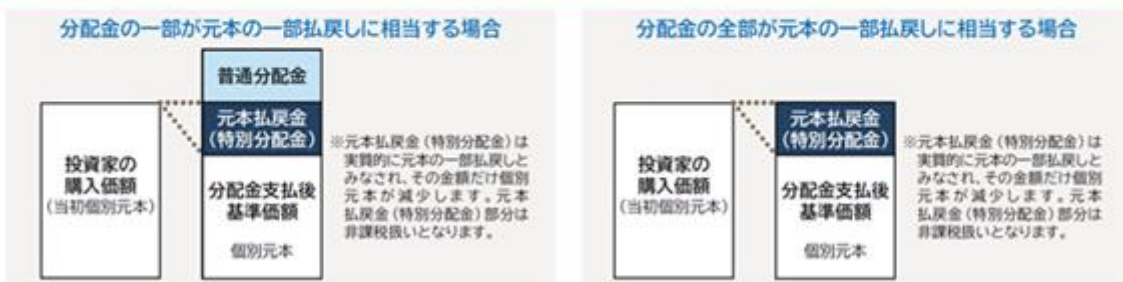 分配金の一部が元本の一部払戻しに相当する場合
普通分配金
元本払戻金
(特別分配金)
投資家の
購入価額
(当初個別元本)
分配金支払後
基準価額
個別元本
※元本払戻金(特別分配金)は
実質的に元本の一部払戻しと
みなされ、その金額だけ個別
元本が減少します。元本
払戻金(特別分配金)部分は
非課税扱いとなります。
分配金の全部が元本の一部払戻しに相当する場合
元本払戻金
(特別分配金)
投資家の
購入価額
(当初個別元本)
分配金支払後
基準価額
個別元本
※元本払戻金(特別分配金)は
実質的に元本の一部払戻しと
みなされ、その金額だけ個別
元本が減少します。元本
払戻金(特別分配金)部分は
非課税扱いとなります。